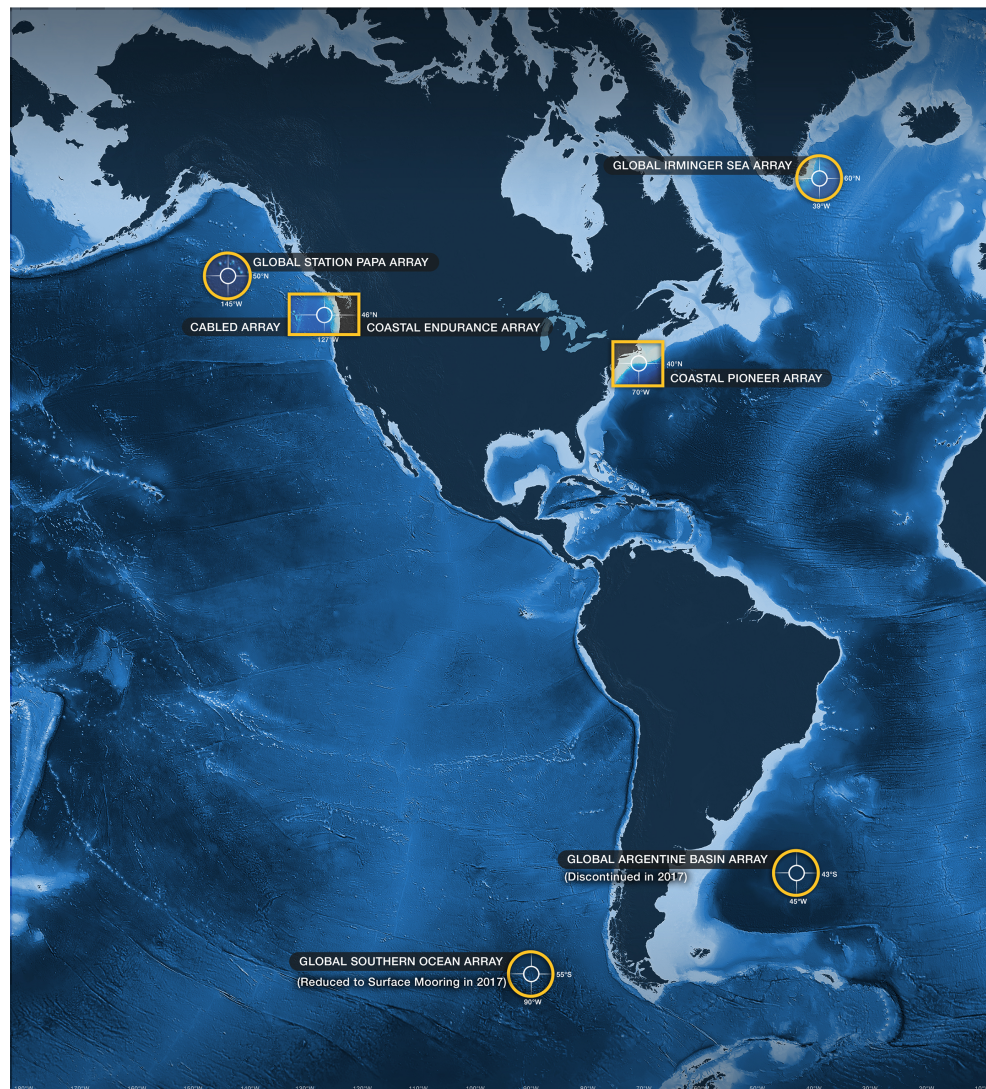 GLOBAL IRMINGER SEA ARRAY
60°N
39°W
GLOBAL STATION PAPA ARRAY
50°N
145°W
CABLED ARRAY
46°N
COASTAL ENDURANCE ARRAY
127°W
40°N
COASTAL PIONEER ARRAY
70°W
GLOBAL ARGENTINE BASIN ARRAY
(Discontinued in 2017)
43°S
45°W
GLOBAL SOUTHERN OCEAN ARRAY
(Reduced to Surface Mooring in 2017)
55°S
90°W